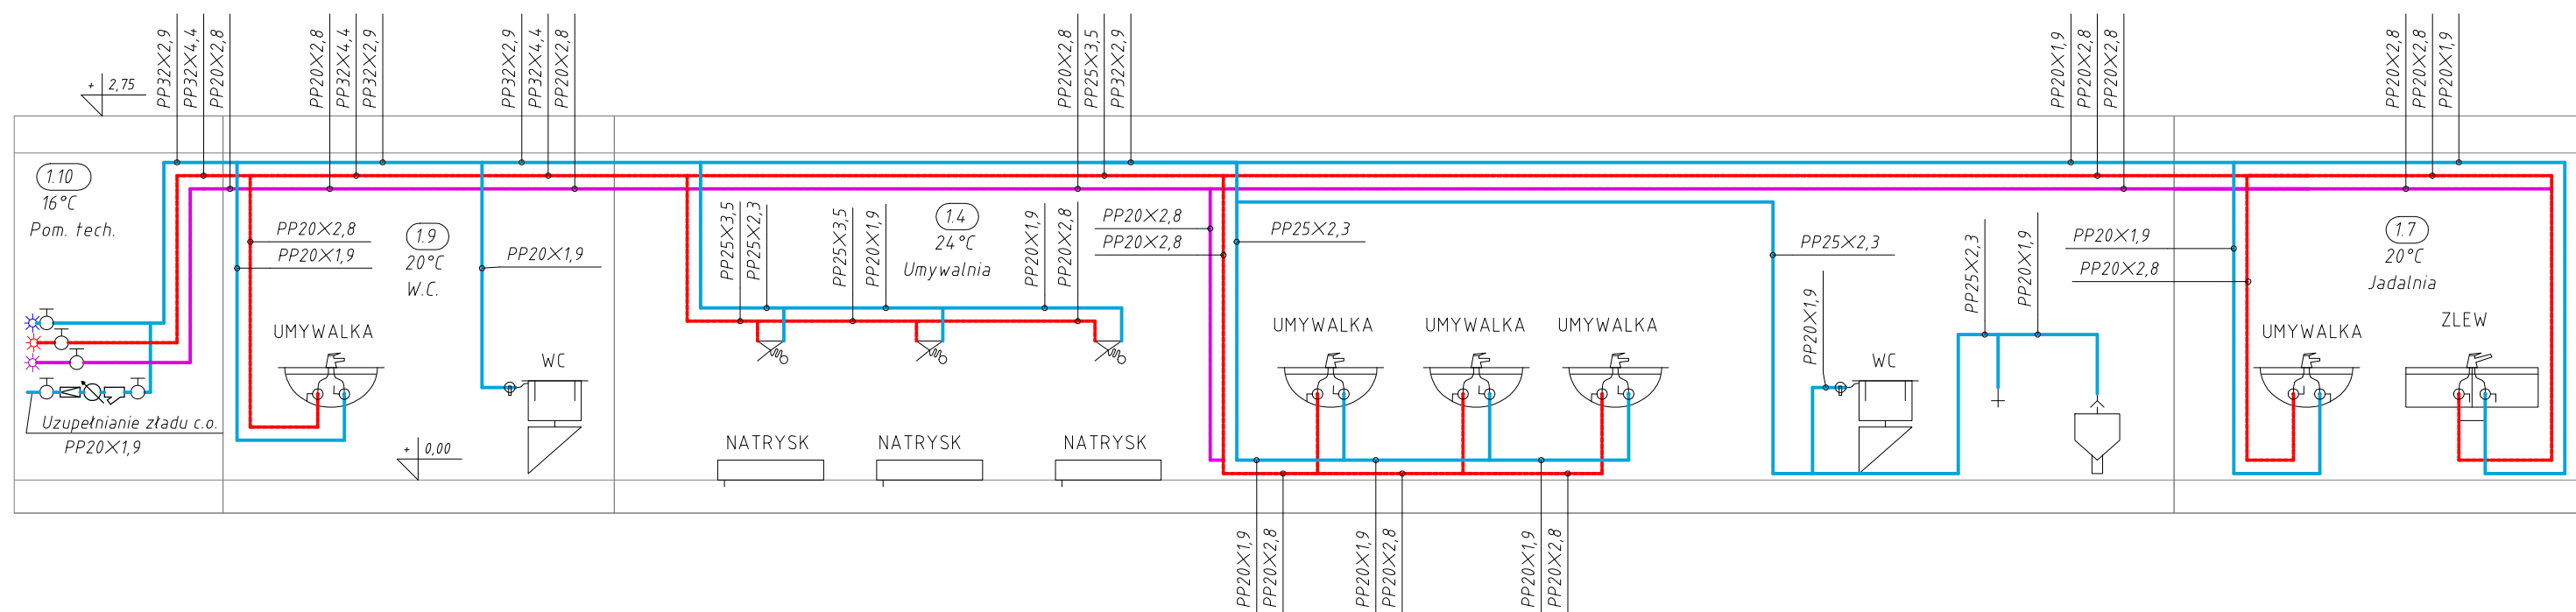 PP32X2,9
PP32X4,4
PP20X2,8
PP20X2,8
PP32X4,4
PP32X2,9
PP32X2,9
PP32X4,4
PP20X2,8
PP20X2,8
PP25X3,5
PP32X2,9
PP20X1,9
PP20X2,8
PP20X2,8
PP20X2,8
PP20X2,8
PP20X1,9
+ 2,75
1.10
16°C
Pom. tech.
PP20X2,8
PP20X1,9
1.9
20°C
W.C.
PP20X1,9
PP25X3,5
PP25X2,3
PP25X3,5
PP20X1,9
1.4
24°C
Umywalnia
PP20X1,9
PP20X2,8
PP20X2,8
PP20X2,8
PP25X2,3
PP25X2,3
PP20X1,9
PP25X2,3
PP20X1,9
PP20X1,9
PP20X2,8
1.7
20°C
Jadalnia
UMYWALKA
WC
UMYWALKA
UMYWALKA
UMYWALKA
WC
UMYWALKA
ZLEW
Uzupełnianie zładu c.o.
PP20X1,9
+ 0,00
NATRYSK
NATRYSK
NATRYSK
PP20X1,9
PP20X2,8
PP20X1,9
PP20X2,8
PP20X1,9
PP20X2,8